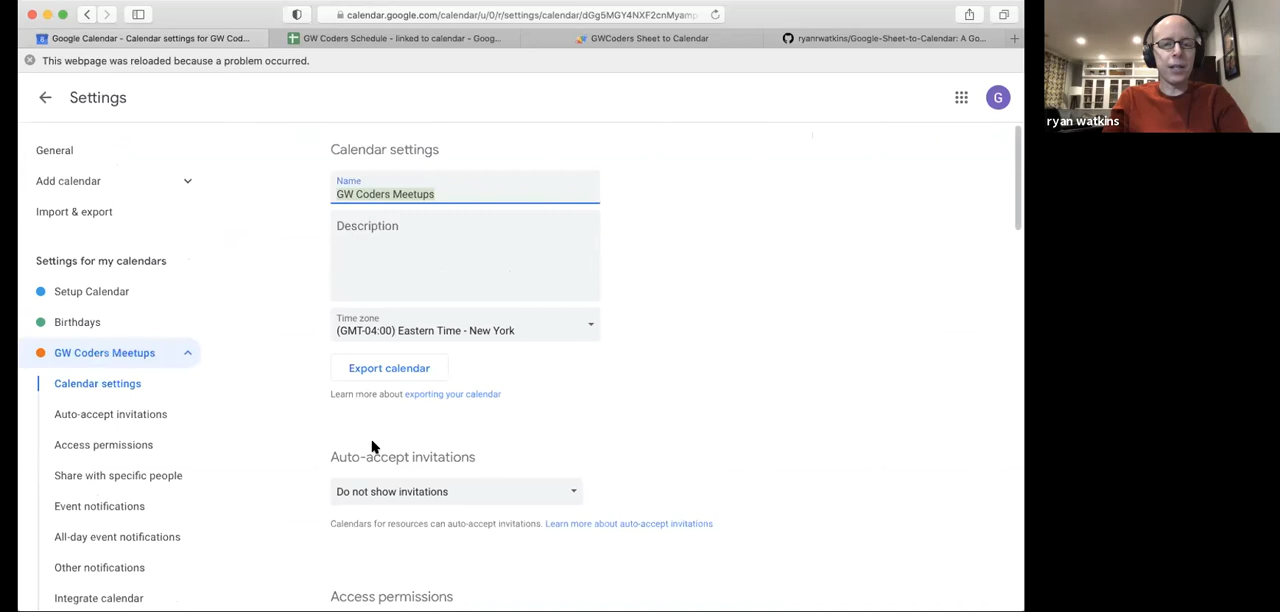 calendar.google.com/calendar/u/0/r/settings/calendar/dGg5MGY4NXF2cnMyamp
Google Calendar - Calendar settings for GW Cod...
GW Coders Schedule - linked to calendar - Goog...
GWCoders Sheet to Calendar
ryanrwatkins/Google-Sheet-to-Calendar: A Go...
This webpage was reloaded because a problem occurred.
Settings
G
ryan watkins
General
Add calendar
Import & export
Settings for my calendars
Setup Calendar
Birthdays
GW Coders Meetups
Calendar settings
Auto-accept invitations
Access permissions
Share with specific people
Event notifications
All-day event notifications
Other notifications
Integrate calendar
Calendar settings
Name
GW Coders Meetups
Description
Time zone
(GMT-04:00) Eastern Time - New York
Export calendar
Learn more about exporting your calendar
Auto-accept invitations
Do not show invitations
Calendars for resources can auto-accept invitations. Learn more about auto-accept invitations
Access permissions